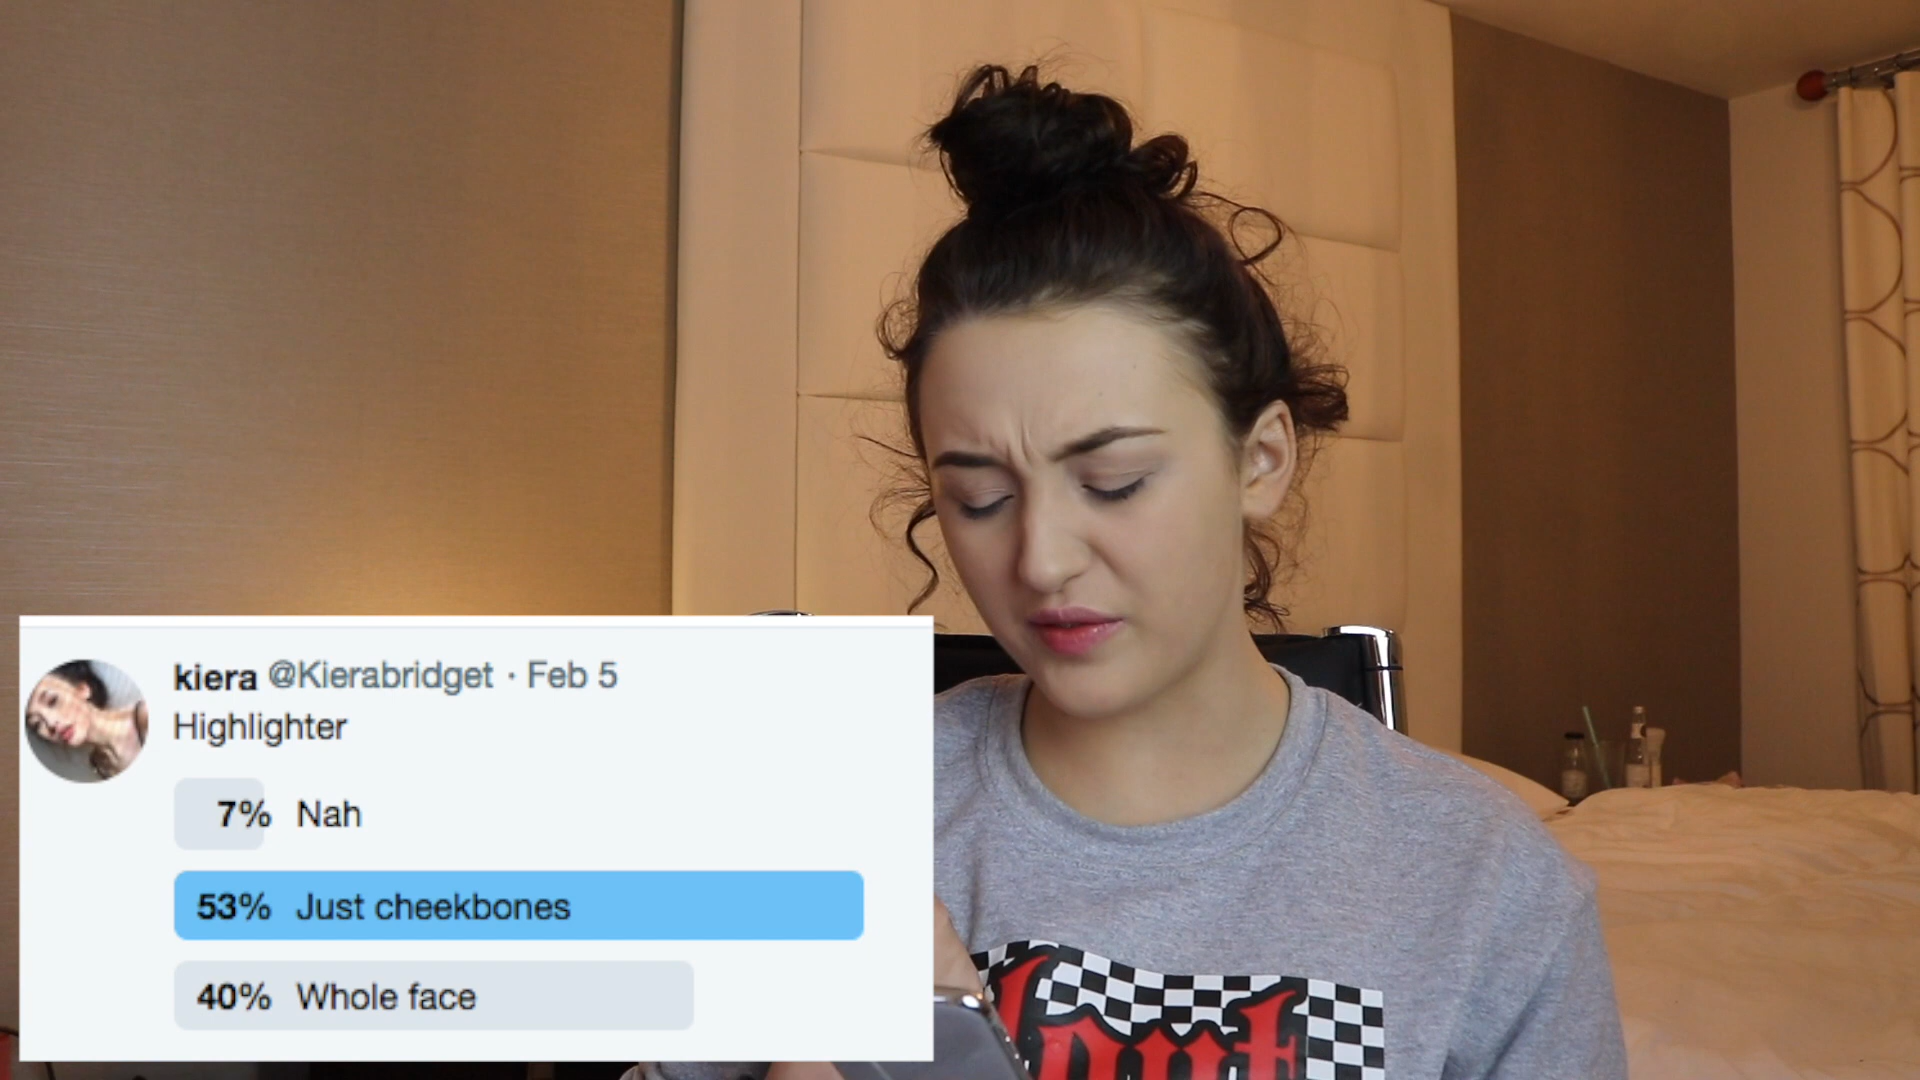 kiera @Kierabridget · Feb 5
Highlighter
7% Nah
53% Just cheekbones
40% Whole face